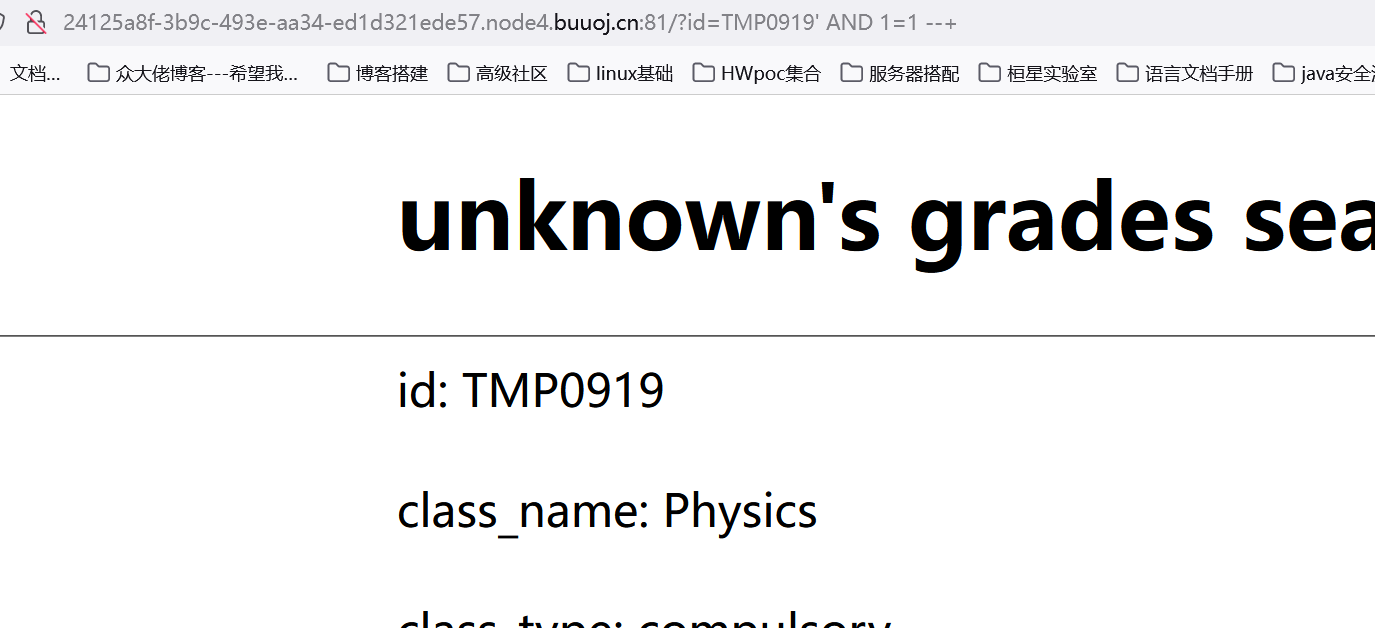 24125a8f-3b9c-493e-aa34-ed1d321ede57.node4.buuoj.cn:81/?id=TMP0919' AND 1=1 --+
文档... 众大佬博客---希望我... 博客搭建 高级社区 linux基础 HWpoc集合 服务器搭配 桓星实验室 语言文档手册 java安全
unknown's grades sea
id: TMP0919
class_name: Physics
class_type: compulsory